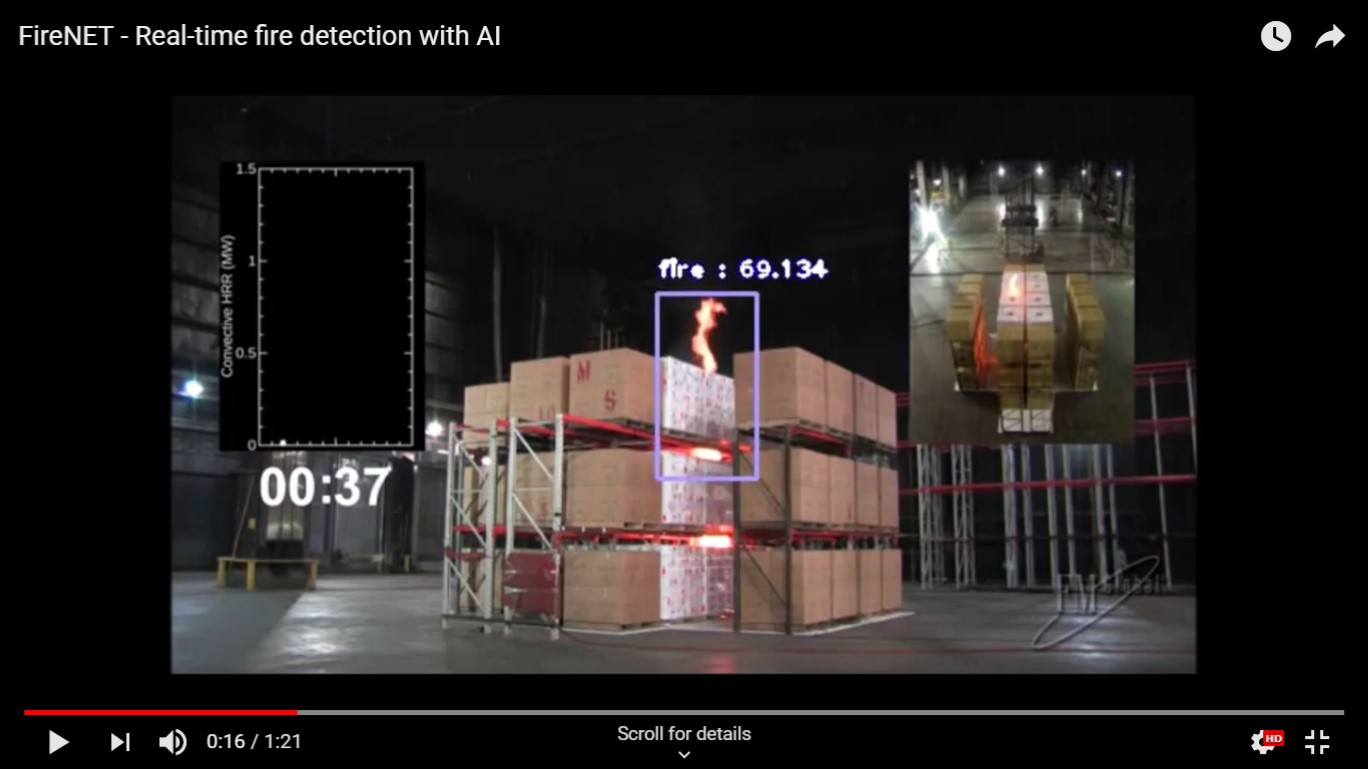 FireNET - Real-time fire detection with AI
1.5
1
0.5
0
Convective HRR (MW)
00:37
fire : 69.134
M
S
FM Global
0:16 / 1:21
Scroll for details
HD